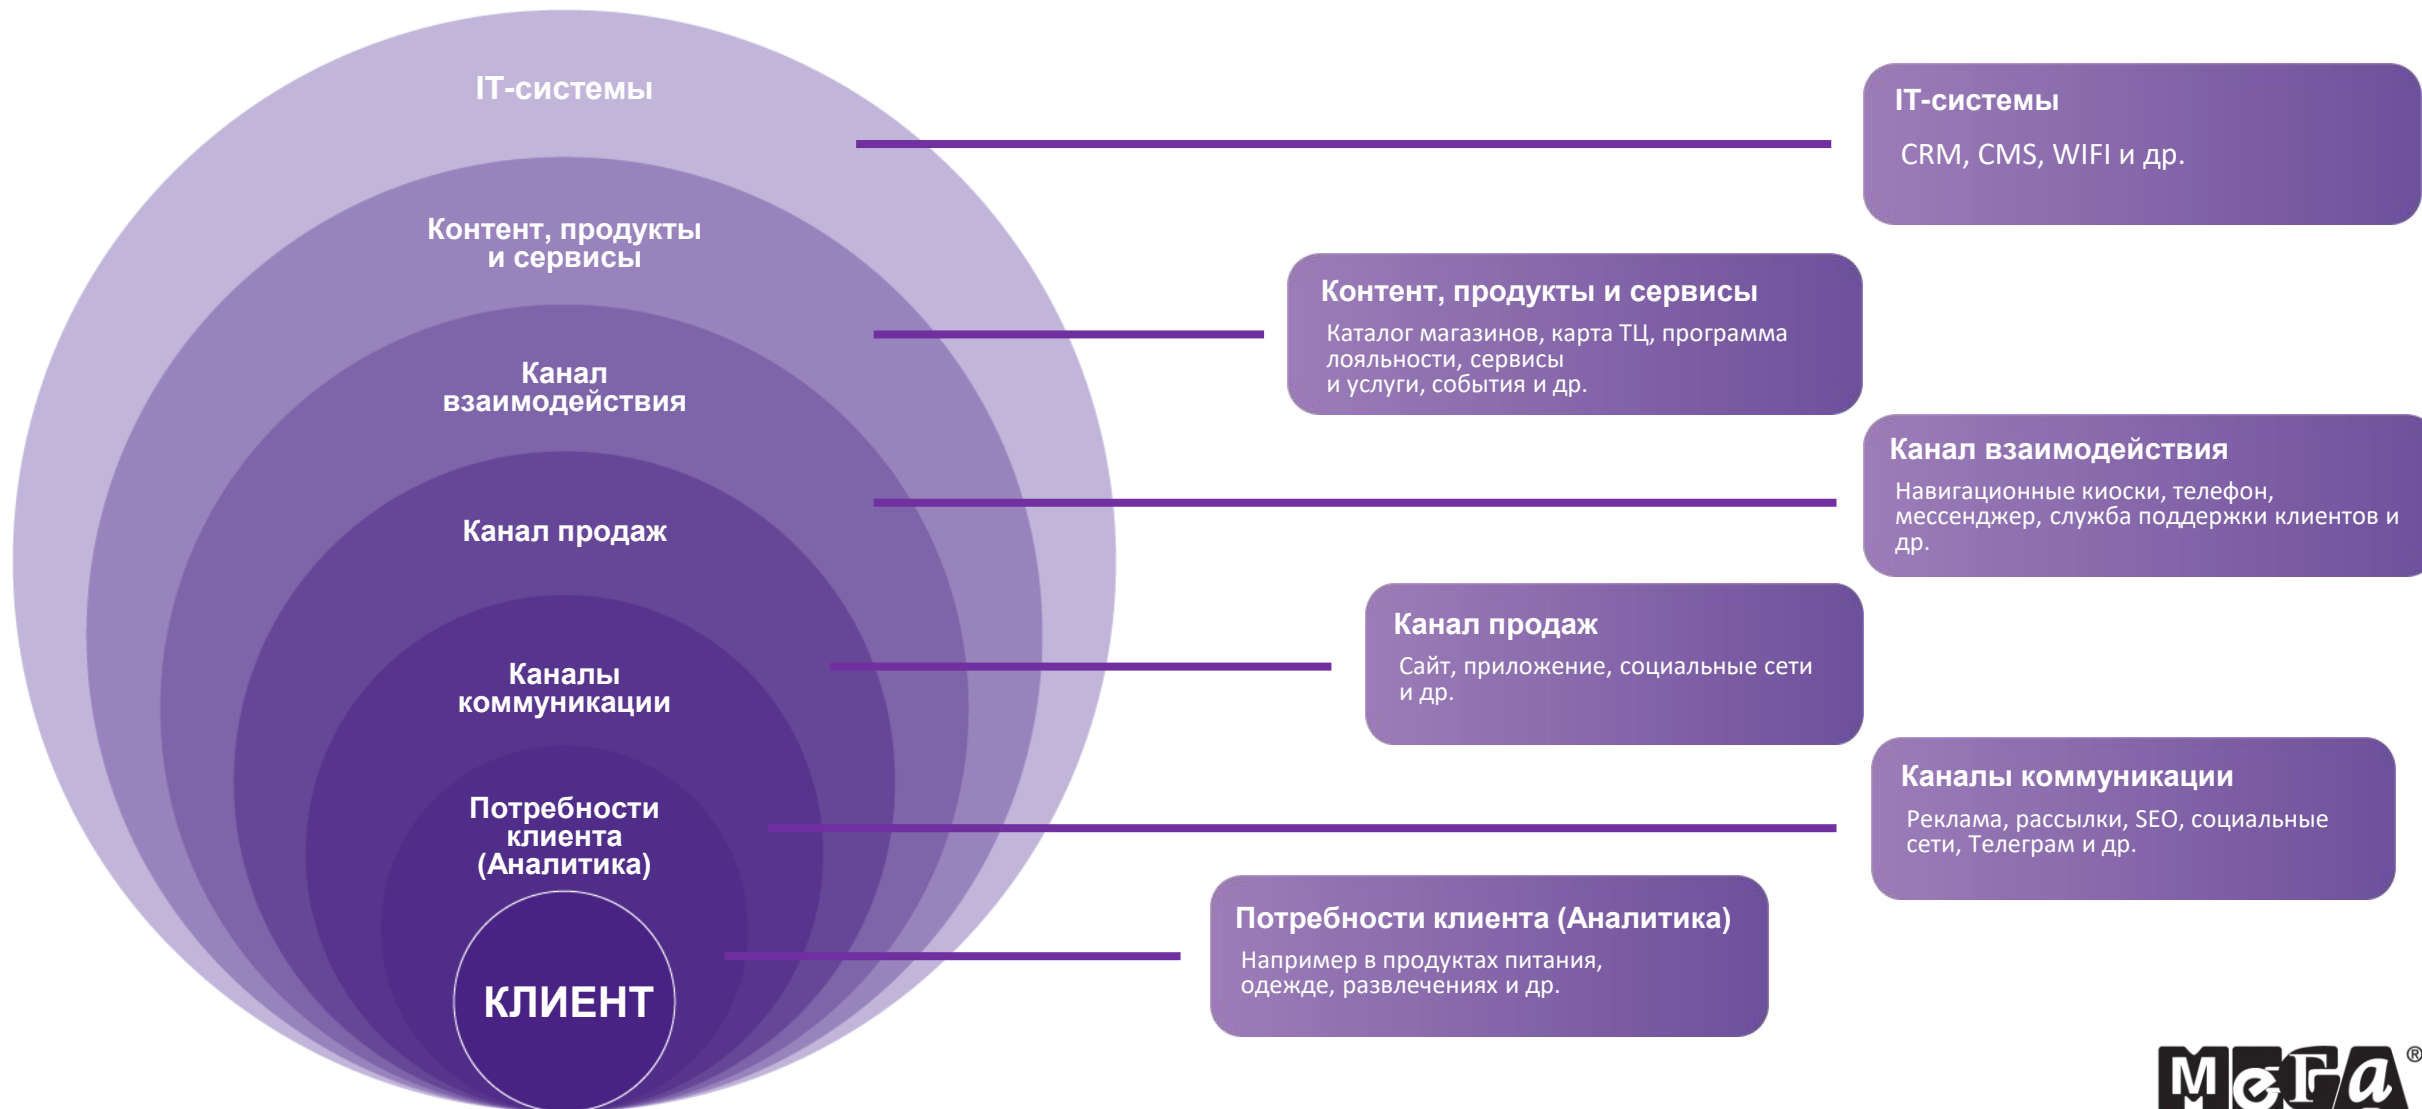 IT-системы
Контент, продукты
и сервисы
Канал
взаимодействия
Канал продаж
Каналы
коммуникации
Потребности
клиента
(Аналитика)
КЛИЕНТ
IT-системы
CRM, CMS, WIFI и др.
Контент, продукты и сервисы
Каталог магазинов, карта ТЦ, программа
лояльности, сервисы
и услуги, события и др.
Канал взаимодействия
Навигационные киоски, телефон,
мессенджер, служба поддержки клиентов и
др.
Канал продаж
Сайт, приложение, социальные сети
и др.
Каналы коммуникации
Реклама, рассылки, SEO, социальные
сети, Телеграм и др.
Потребности клиента (Аналитика)
Например в продуктах питания,
одежде, развлечениях и др.
МеГа®